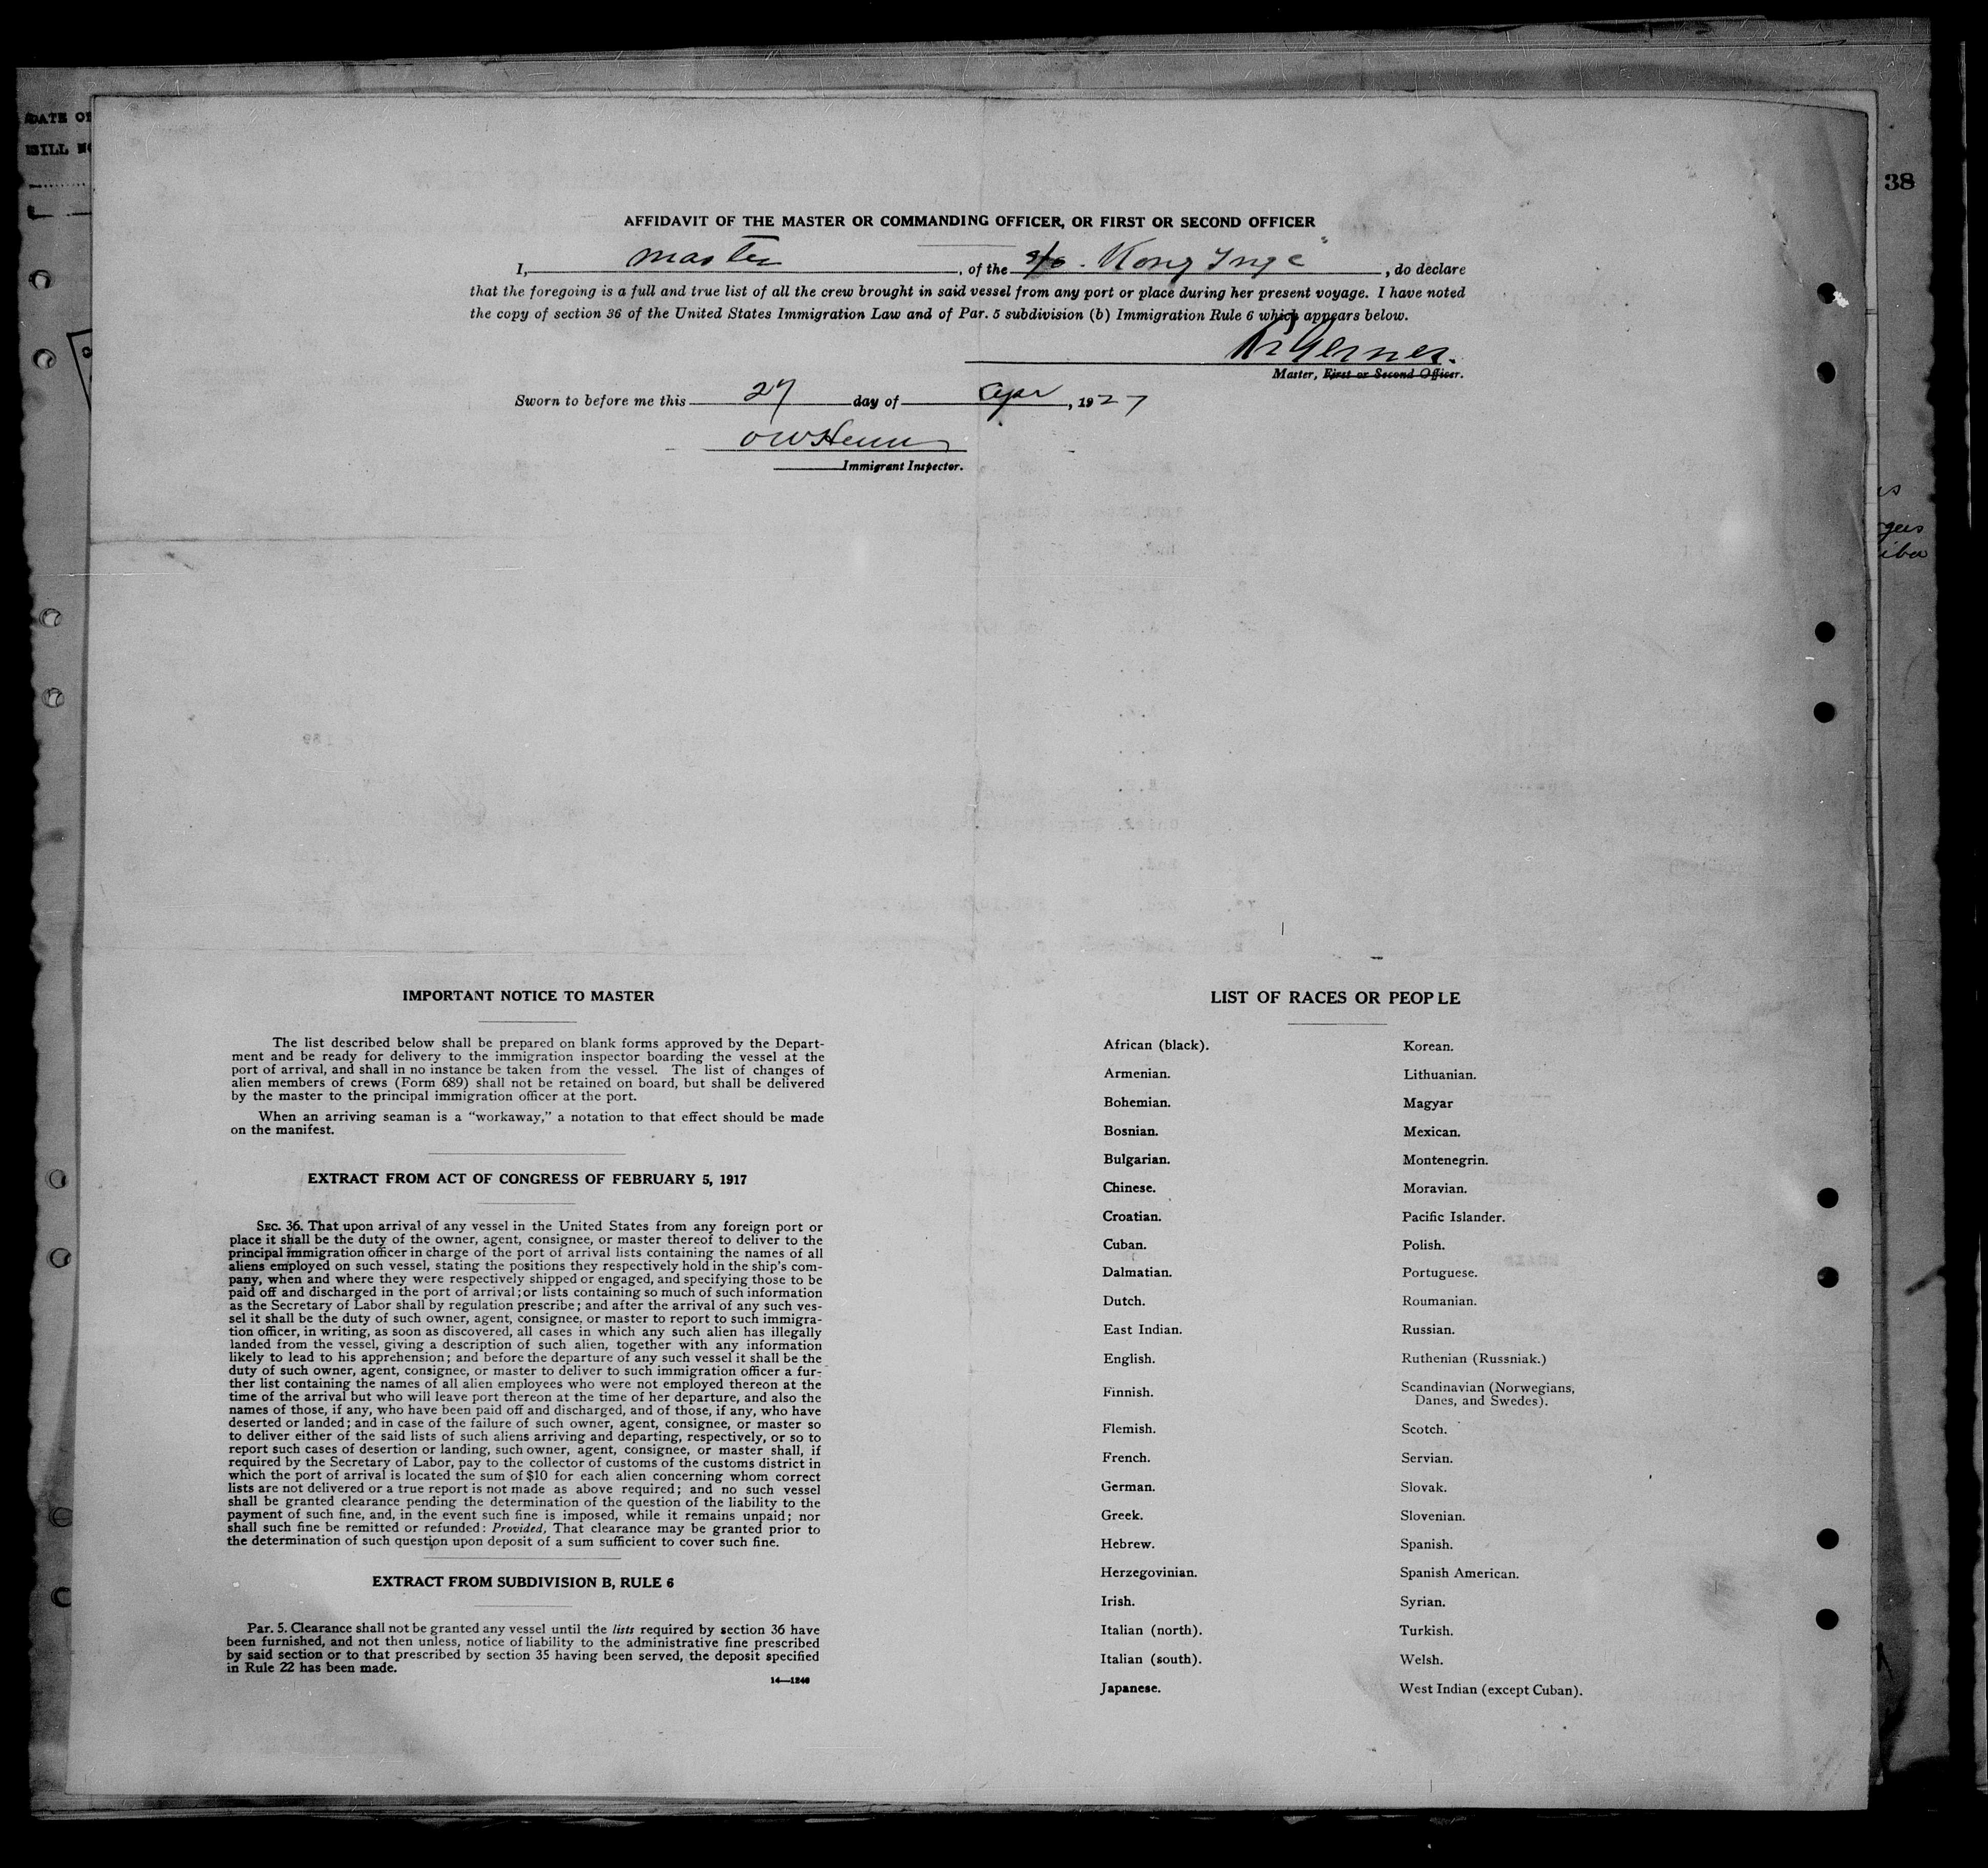 DATE OF
BILL NO
38
AFFIDAVIT OF THE MASTER OR COMMANDING OFFICER, OR FIRST OR SECOND OFFICER
I, master, of the s/s. Kong Inge, do declare
that the foregoing is a full and true list of all the crew brought in said vessel from any port or place during her present voyage. I have noted
the copy of section 36 of the United States Immigration Law and of Par. 5 subdivision (b) Immigration Rule 6 which appears below.
Master, First or Second Officer.
Sworn to before me this 27 day of apr, 1927
Immigrant Inspector.
IMPORTANT NOTICE TO MASTER
The list described below shall be prepared on blank forms approved by the Depart-
ment and be ready for delivery to the immigration inspector boarding the vessel at the
port of arrival, and shall in no instance be taken from the vessel. The list of changes of
alien members of crews (Form 689) shall not be retained on board, but shall be delivered
by the master to the principal immigration officer at the port.
When an arriving seaman is a “workaway,” a notation to that effect should be made
on the manifest.
EXTRACT FROM ACT OF CONGRESS OF FEBRUARY 5, 1917
SEC. 36. That upon arrival of any vessel in the United States from any foreign port or
place it shall be the duty of the owner, agent, consignee, or master thereof to deliver to the
principal immigration officer in charge of the port of arrival lists containing the names of all
aliens employed on such vessel, stating the positions they respectively hold in the ship's com-
pany, when and where they were respectively shipped or engaged, and specifying those to be
paid off and discharged in the port of arrival; or lists containing so much of such information
as the Secretary of Labor shall by regulation prescribe; and after the arrival of any such ves-
sel it shall be the duty of such owner, agent, consignee, or master to report to such immigra-
tion officer, in writing, as soon as discovered, all cases in which any such alien has illegally
landed from the vessel, giving a description of such alien, together with any information
likely to lead to his apprehension; and before the departure of any such vessel it shall be the
duty of such owner, agent, consignee, or master to deliver to such immigration officer a fur-
ther list containing the names of all alien employees who were not employed thereon at the
time of the arrival but who will leave port thereon at the time of her departure, and also the
names of those, if any, who have been paid off and discharged, and of those, if any, who have
deserted or landed; and in case of the failure of such owner, agent, consignee, or master so
to deliver either of the said lists of such aliens arriving and departing, respectively, or so to
report such cases of desertion or landing, such owner, agent, consignee, or master shall, if
required by the Secretary of Labor, pay to the collector of customs of the customs district in
which the port of arrival is located the sum of $10 for each alien concerning whom correct
lists are not delivered or a true report is not made as above required; and no such vessel
shall be granted clearance pending the determination of the question of the liability to the
payment of such fine, and, in the event such fine is imposed, while it remains unpaid; nor
shall such fine be remitted or refunded: Provided, That clearance may be granted prior to
the determination of such question upon deposit of a sum sufficient to cover such fine.
EXTRACT FROM SUBDIVISION B, RULE 6
Par. 5. Clearance shall not be granted any vessel until the lists required by section 36 have
been furnished, and not then unless, notice of liability to the administrative fine prescribed
by said section or to that prescribed by section 35 having been served, the deposit specified
in Rule 22 has been made.
14—1240
LIST OF RACES OR PEOPLE
African (black).
Armenian.
Bohemian.
Bosnian.
Bulgarian.
Chinese.
Croatian.
Cuban.
Dalmatian.
Dutch.
East Indian.
English.
Finnish.
Flemish.
French.
German.
Greek.
Hebrew.
Herzegovinian.
Irish.
Italian (north).
Italian (south).
Japanese.
Korean.
Lithuanian.
Magyar
Mexican.
Montenegrin.
Moravian.
Pacific Islander.
Polish.
Portuguese.
Roumanian.
Russian.
Ruthenian (Russniak.)
Scandinavian (Norwegians,
Danes, and Swedes).
Scotch.
Servian.
Slovak.
Slovenian.
Spanish.
Spanish American.
Syrian.
Turkish.
Welsh.
West Indian (except Cuban).